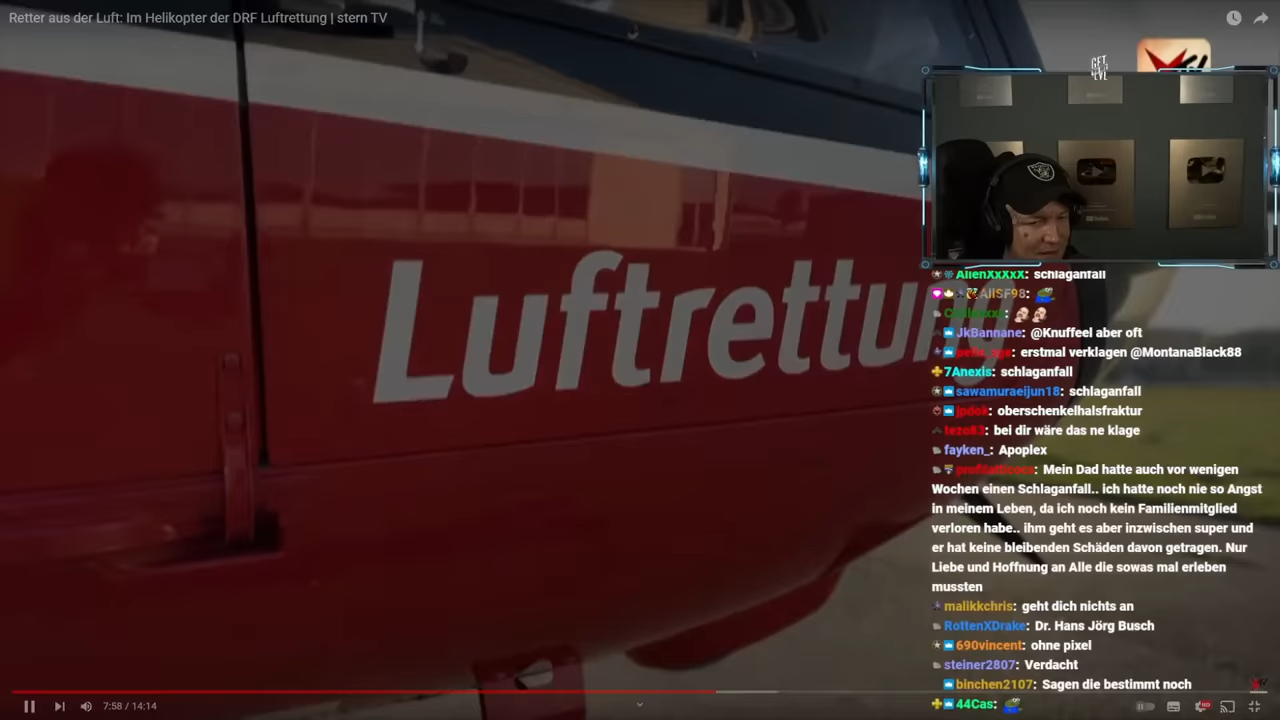 Retter aus der Luft: Im Helikopter der DRF Luftrettung | stern TV
Luftrettung
AlienXxXxX: schlaganfall
AliSF98:
JkBannane: @Knuffeel aber oft
erstmal verklagen @MontanaBlack88
7Anexis: schlaganfall
sawamuraeijun18: schlaganfall
jpdok: oberschenkelhalsfraktur
tezo83: bei dir wäre das ne klage
fayken_: Apoplex
Mein Dad hatte auch vor wenigen
Wochen einen Schlaganfall.. ich hatte noch nie so Angst
in meinem Leben, da ich noch kein Familienmitglied
verloren habe.. ihm geht es aber inzwischen super und
er hat keine bleibenden Schäden davon getragen. Nur
Liebe und Hoffnung an Alle die sowas mal erleben
mussten
malikkchris: geht dich nichts an
RottenXDrake: Dr. Hans Jörg Busch
690vincent: ohne pixel
steiner2807: Verdacht
binchen2107: Sagen die bestimmt noch
44Cas:
7:58 / 14:14